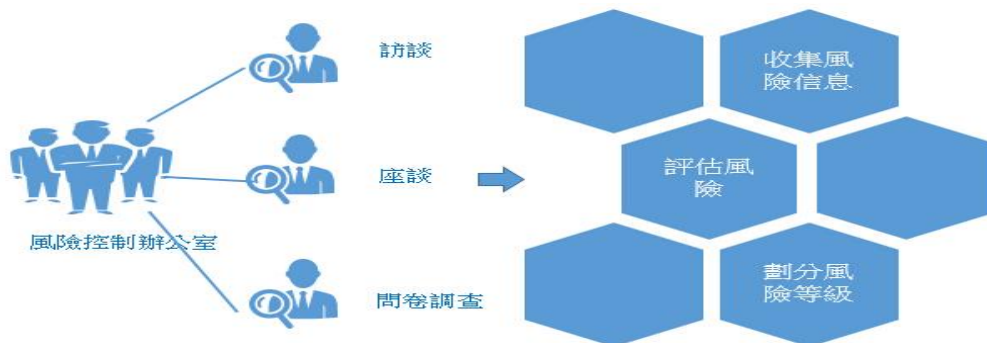 訪談
座談
風險控制辦公室
問卷調查
收集風
險信息
評估風
險
劃分風
險等級